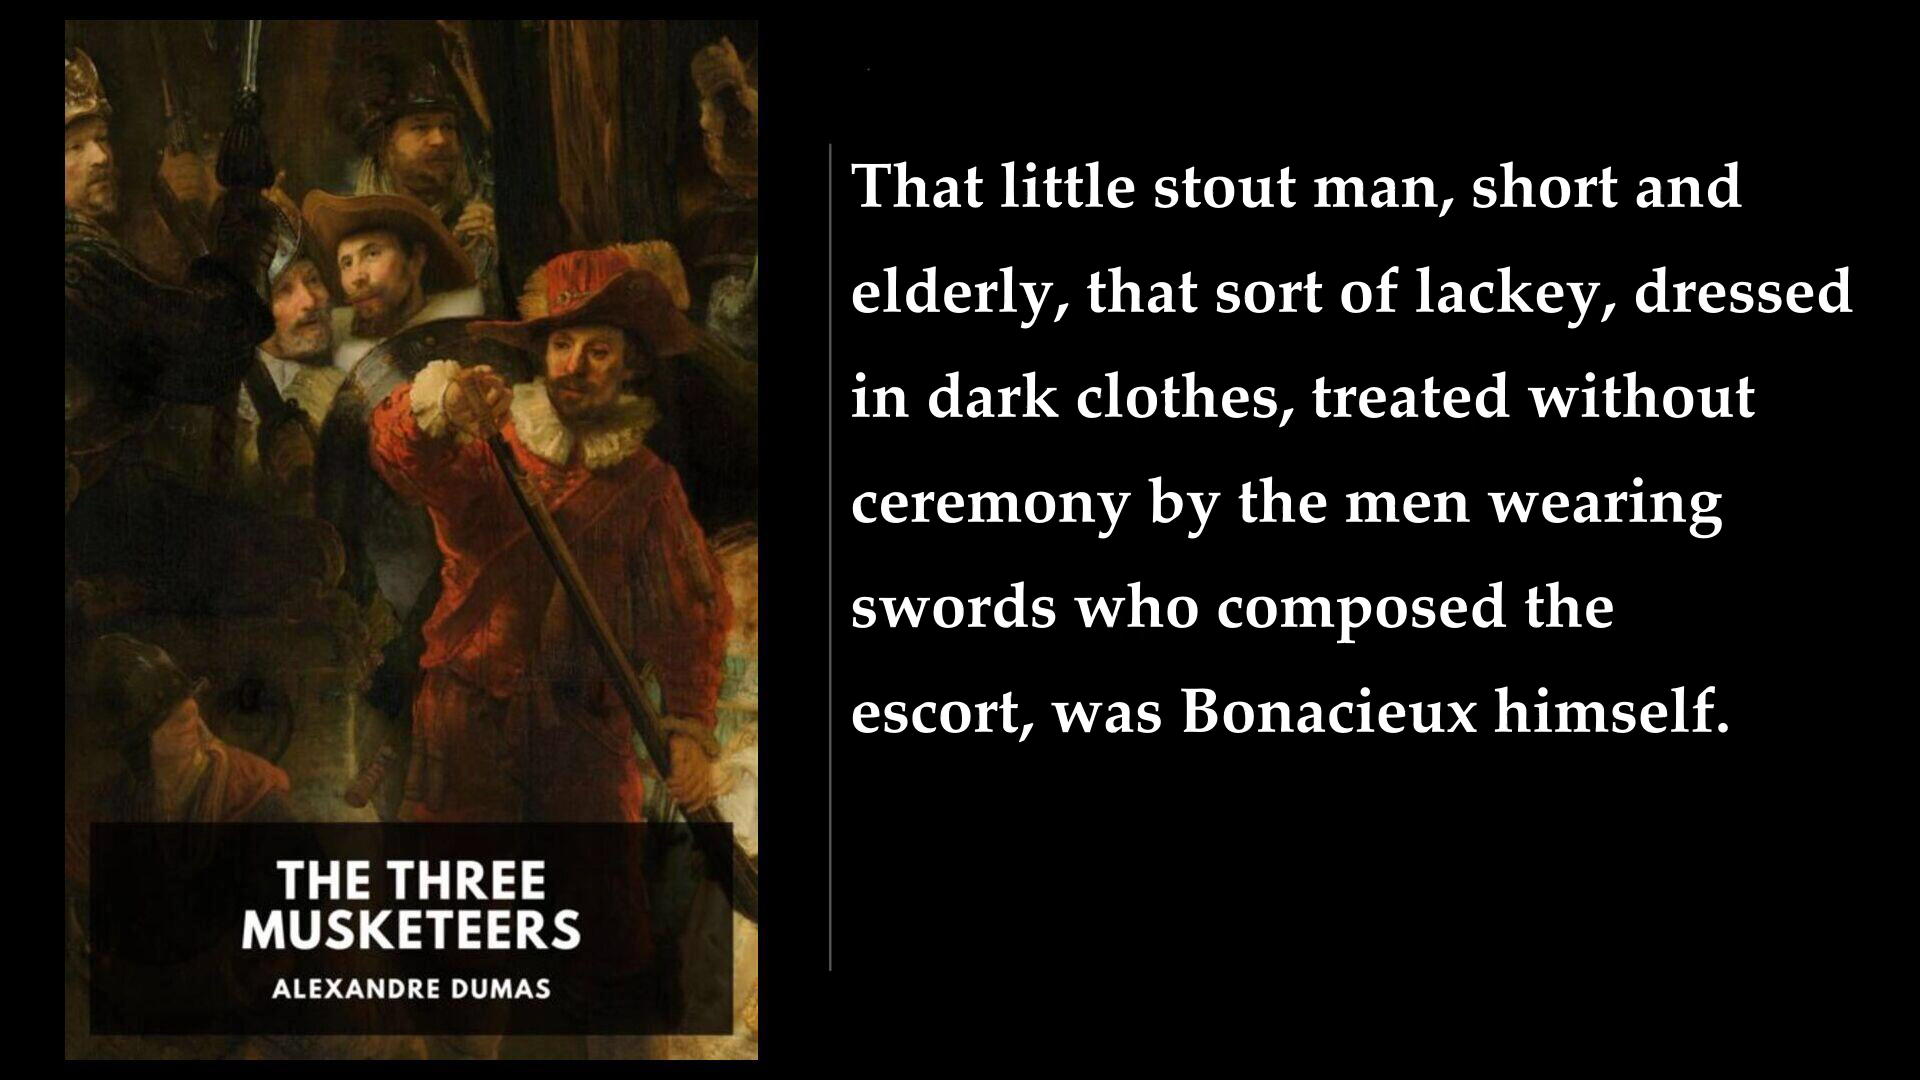 THE THREE
MUSKETEERS
ALEXANDRE DUMAS
That little stout man, short and
elderly, that sort of lackey, dressed
in dark clothes, treated without
ceremony by the men wearing
swords who composed the
escort, was Bonacieux himself.